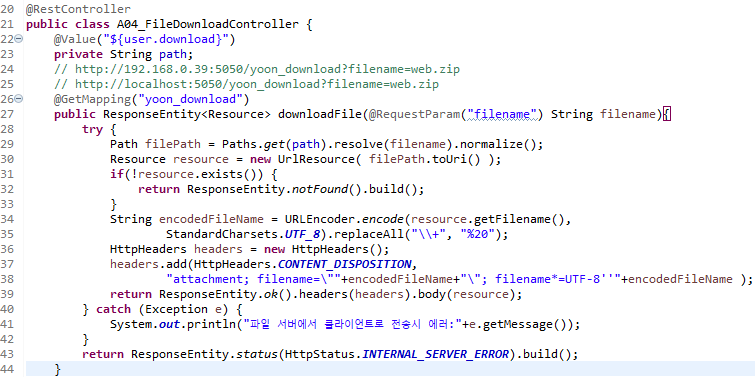 20 @RestController
21 public class A04_FileDownloadController {
22 @Value("${user.download}")
23 private String path;
24 // http://192.168.0.39:5050/yoon_download?filename=web.zip
25 // http://localhost:5050/yoon_download?filename=web.zip
26 @GetMapping("yoon_download")
27 public ResponseEntity<Resource> downloadFile(@RequestParam("filename") String filename){
28 try {
29 Path filePath = Paths.get(path).resolve(filename).normalize();
30 Resource resource = new UrlResource( filePath.toUri() );
31 if(!resource.exists()) {
32 return ResponseEntity.notFound().build();
33 }
34 String encodedFileName = URLEncoder.encode(resource.getFilename(),
35 StandardCharsets.UTF_8).replaceAll("\\+", "%20");
36 HttpHeaders headers = new HttpHeaders();
37 headers.add(HttpHeaders.CONTENT_DISPOSITION,
38 "attachment; filename=\""+encodedFileName+"\"; filename*=UTF-8''"+encodedFileName );
39 return ResponseEntity.ok().headers(headers).body(resource);
40 } catch (Exception e) {
41 System.out.println("파일 서버에서 클라이언트로 전송시 에러:"+e.getMessage());
42 }
43 return ResponseEntity.status(HttpStatus.INTERNAL_SERVER_ERROR).build();
44 }